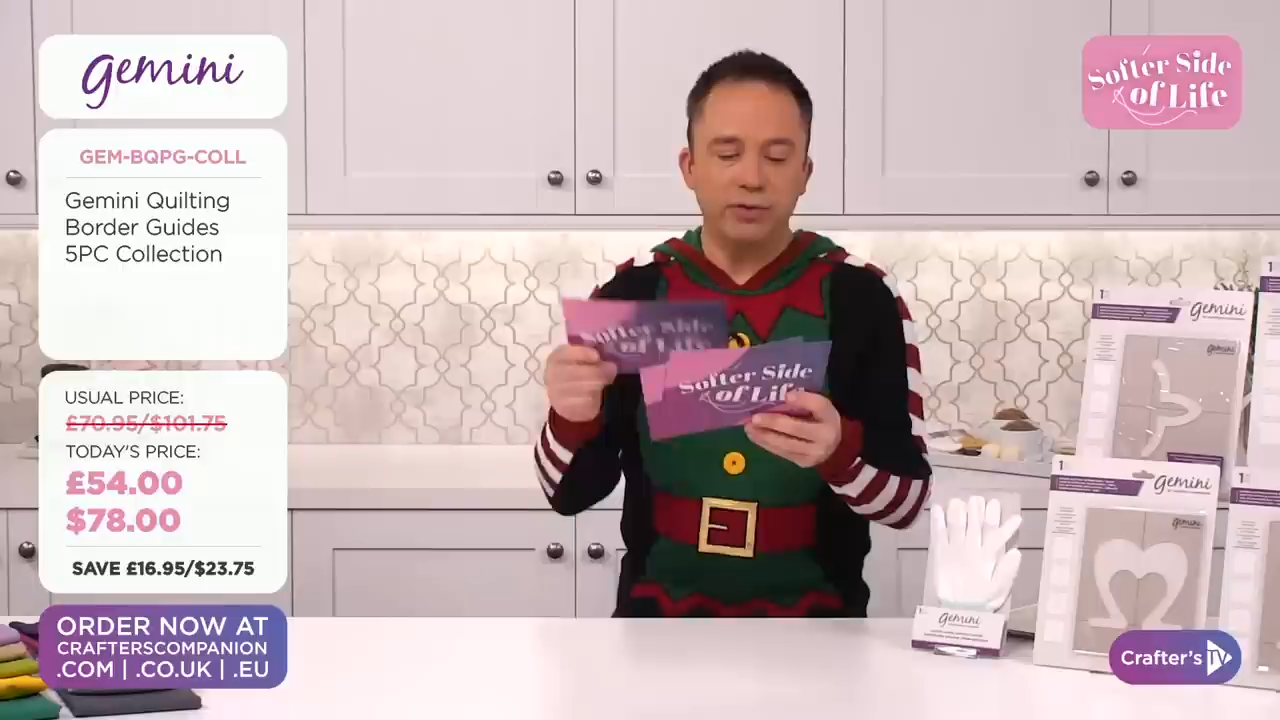 gemini
GEM-BQPG-COLL
Gemini Quilting
Border Guides
5PC Collection
USUAL PRICE:
£70.95/$101.75
TODAY'S PRICE:
£54.00
$78.00
SAVE £16.95/$23.75
ORDER NOW AT
CRAFTERSCOMPANION
.COM | .CO.UK | .EU
Softer Side
of Life
Softer Side
of Life
Softer Side
of Life
gemini
gemini
gemini
gemini
gemini
Crafter's TV